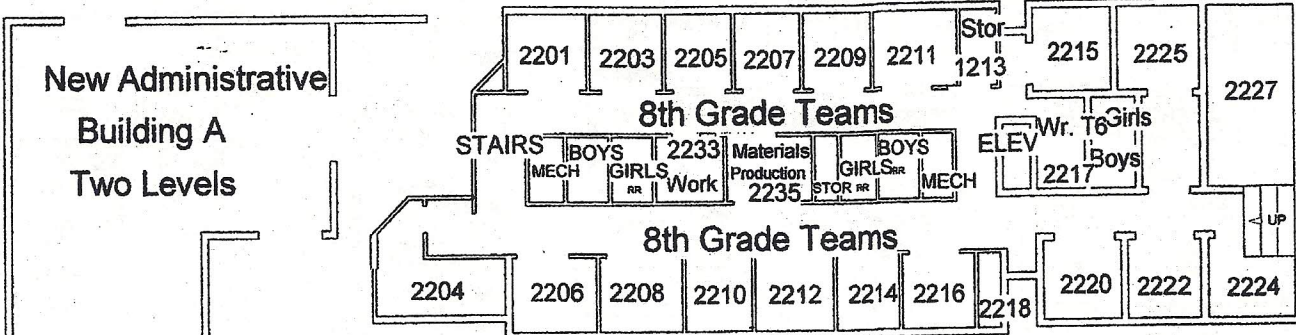 New Administrative
Building A
Two Levels
STAIRS
2201 2203 2205 2207 2209 2211
Stor
1213
2215 2225
2227
8th Grade Teams
MECH
BOYS
GIRLS
RR
2233
Work
Materials
Production
2235
STOR
GIRLS
RR
BOYS
RR
MECH
ELEV
Wr. T6
2217
Girls
Boys
UP
8th Grade Teams
2204 2206 2208 2210 2212 2214 2216 2218 2220 2222 2224